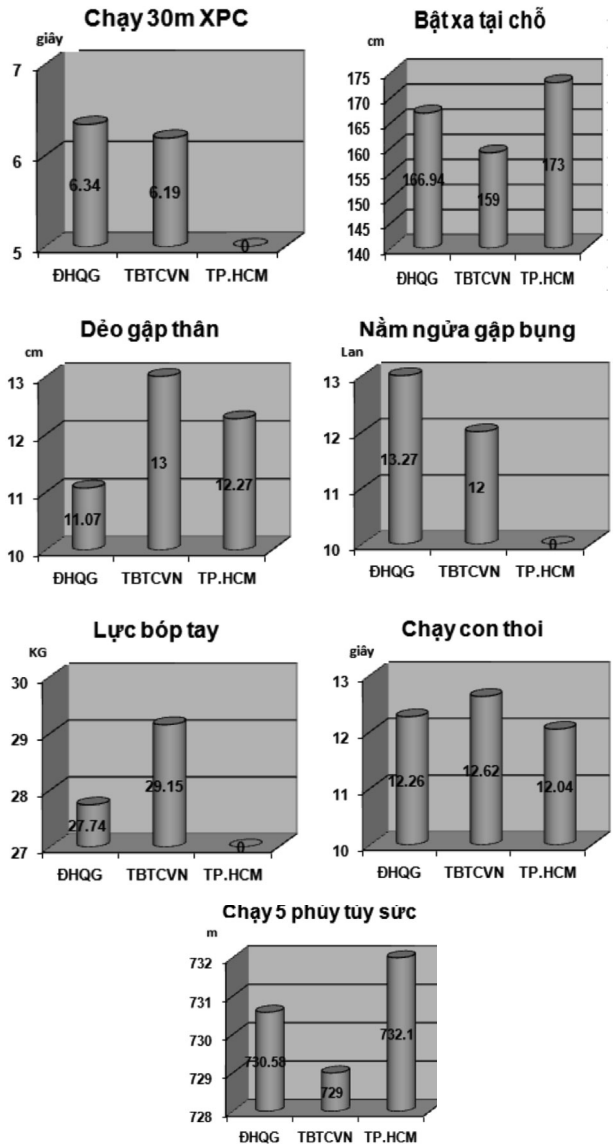 Chạy 30m XPC
giây
7
6
5
6.34
6.19
0
ĐHQG TBTCVN TP.HCM
Bật xa tại chỗ
cm
175
170
165
160
155
150
145
140
166.94
159
173
ĐHQG TBTCVN TP.HCM
Dẻo gập thân
cm
13
12
11
10
11.07
13
12.27
ĐHQG TBTCVN TP.HCM
Nằm ngửa gập bụng
Lan
13
12
11
10
13.27
12
0
ĐHQG TBTCVN TP.HCM
Lực bóp tay
KG
30
29
28
27
27.74
29.15
0
ĐHQG TBTCVN TP.HCM
Chạy con thoi
giây
13
12
11
10
12.26
12.62
12.04
ĐHQG TBTCVN TP.HCM
Chạy 5 phúy tùy sức
m
732
731
730
729
728
730.58
729
732.1
ĐHQG TBTCVN TP.HCM